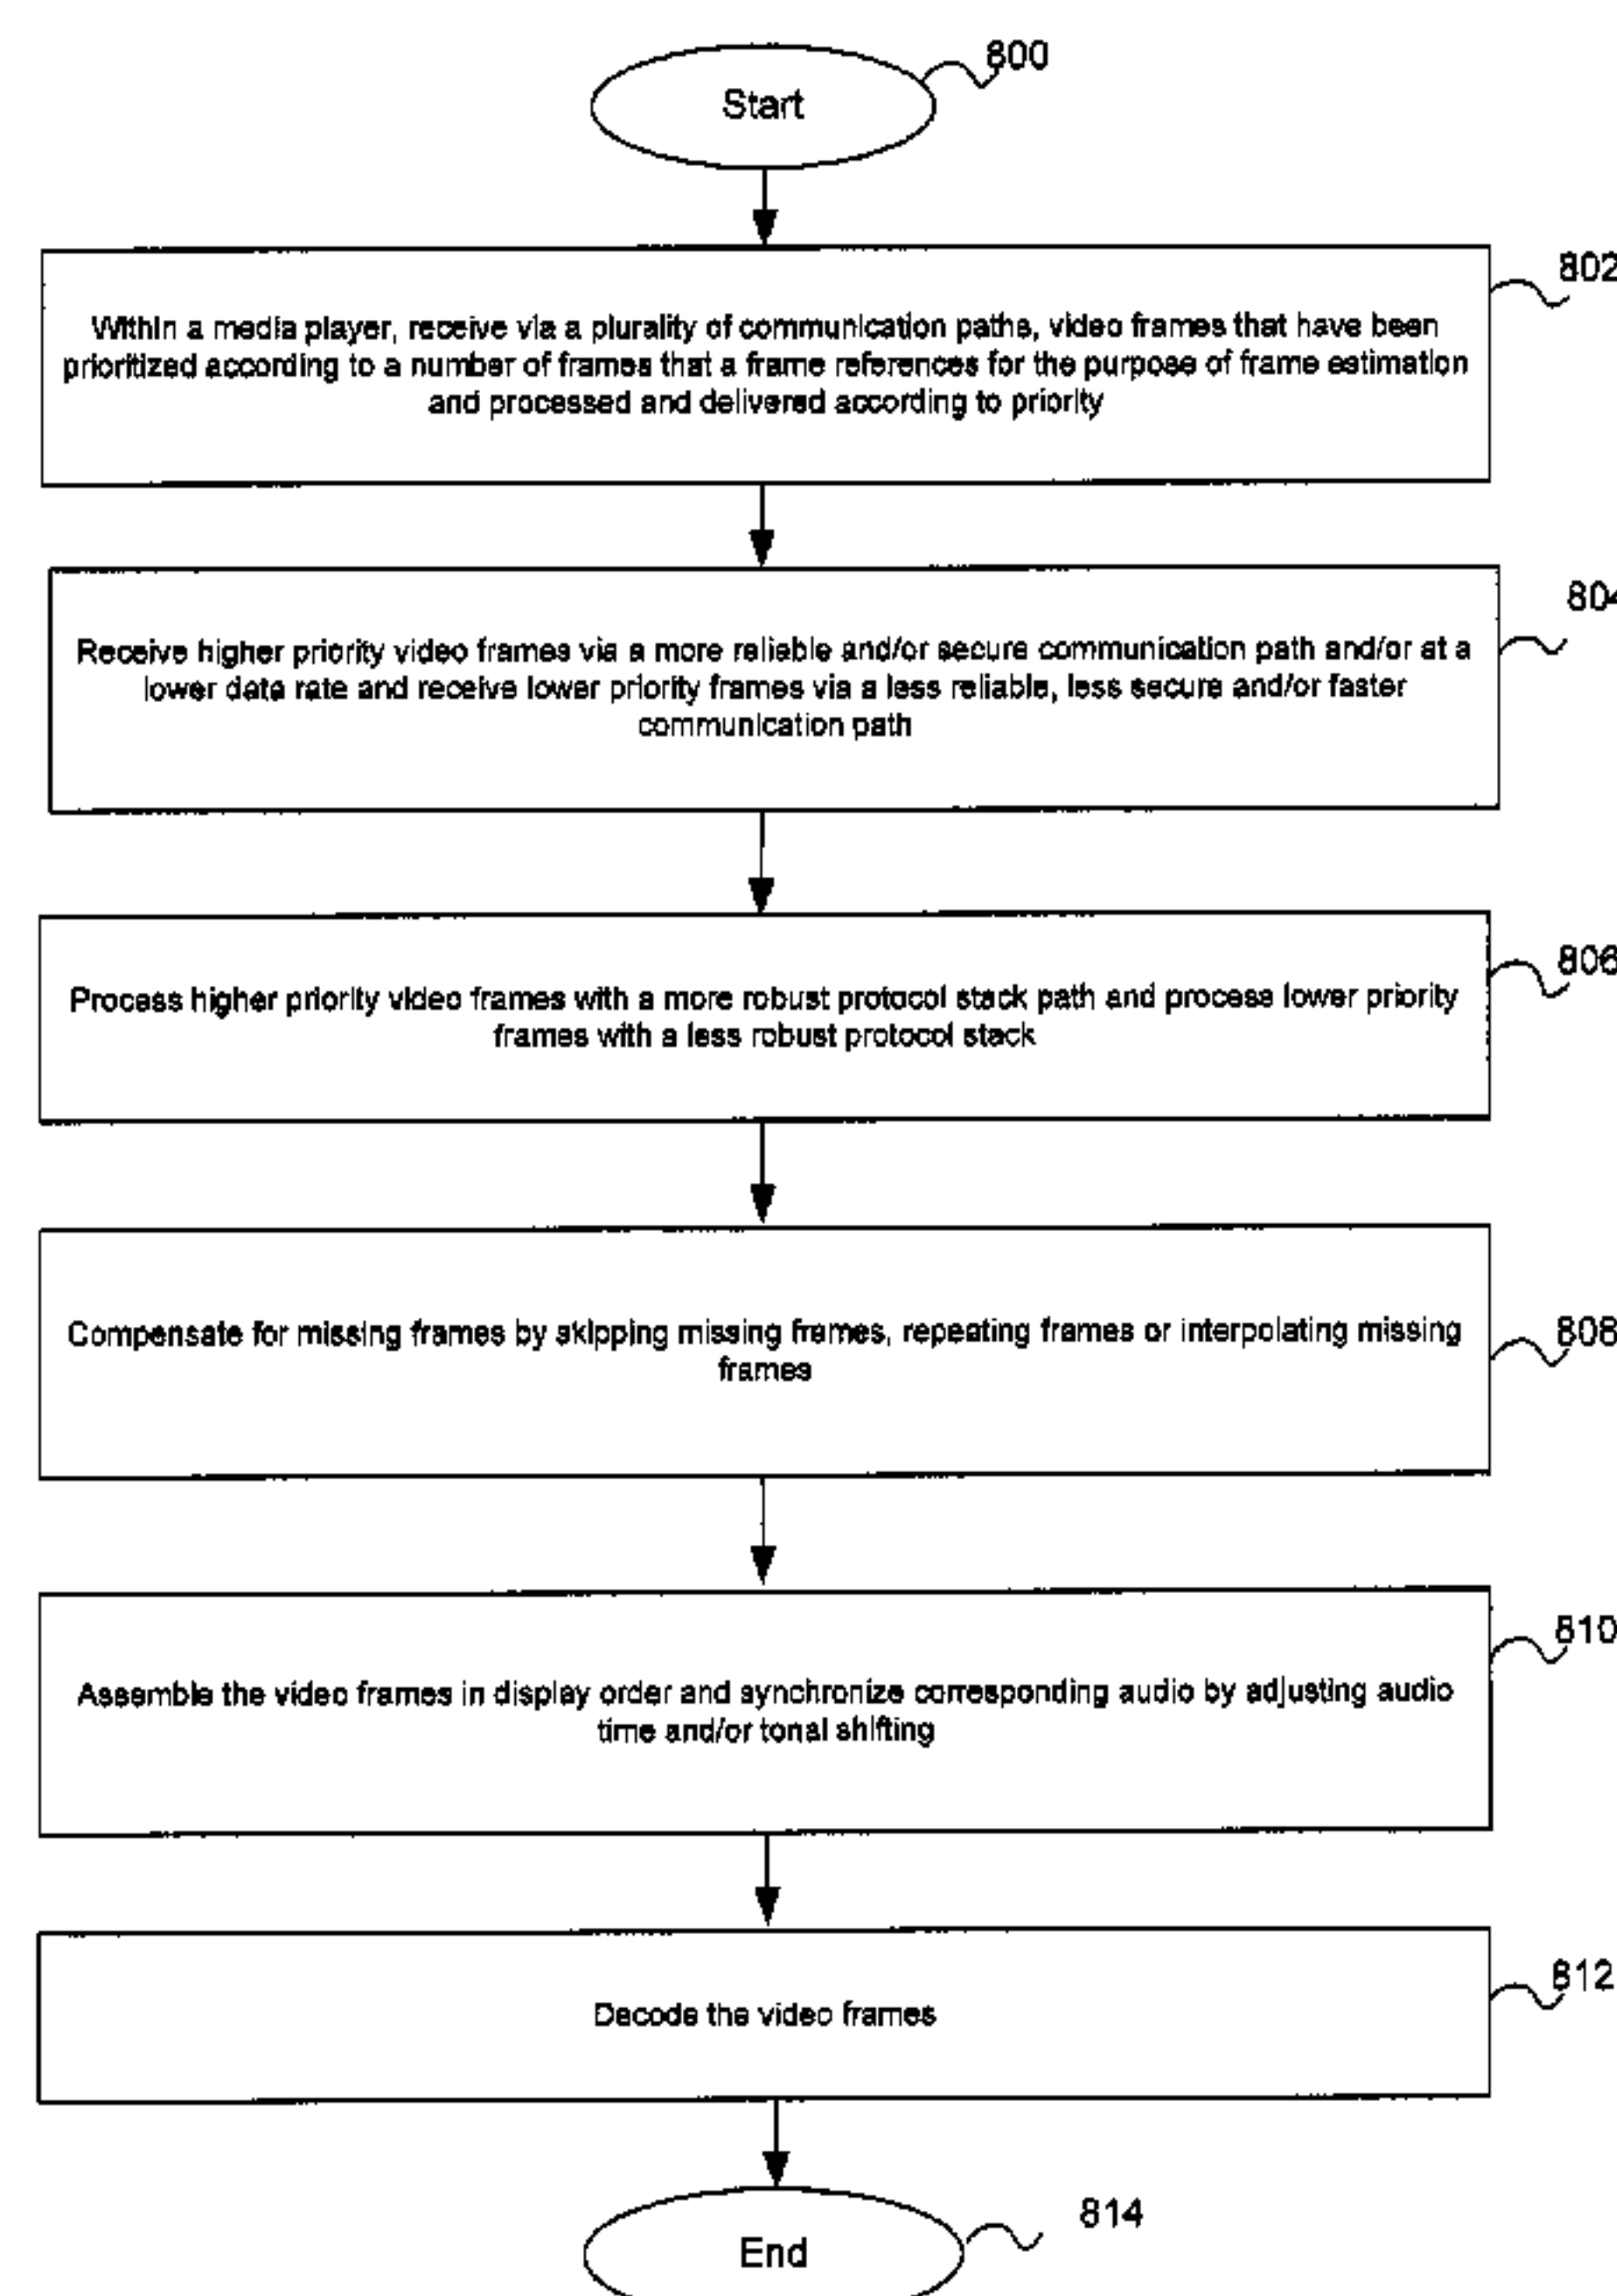 800
Start
802
Within a media player, receive via a plurality of communication paths, video frames that have been
prioritized according to a number of frames that a frame references for the purpose of frame estimation
and processed and delivered according to priority
804
Receive higher priority video frames via a more reliable and/or secure communication path and/or at a
lower data rate and receive lower priority frames via a less reliable, less secure and/or faster
communication path
806
Process higher priority video frames with a more robust protocol stack path and process lower priority
frames with a less robust protocol stack
808
Compensate for missing frames by skipping missing frames, repeating frames or interpolating missing
frames
810
Assemble the video frames in display order and synchronize corresponding audio by adjusting audio
time and/or tonal shifting
812
Decode the video frames
814
End